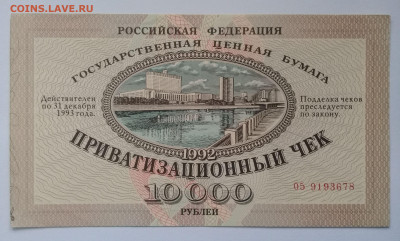 COINS.LAVE.RU
РОССИЙСКАЯ ФЕДЕРАЦИЯ
ГОСУДАРСТВЕННАЯ ЦЕННАЯ БУМАГА
Действителен
по 31 декабря
1993 года.
Подделка чеков
преследуется
по закону.
1992
ПРИВАТИЗАЦИОННЫЙ ЧЕК
10000
РУБЛЕЙ
05 9193678